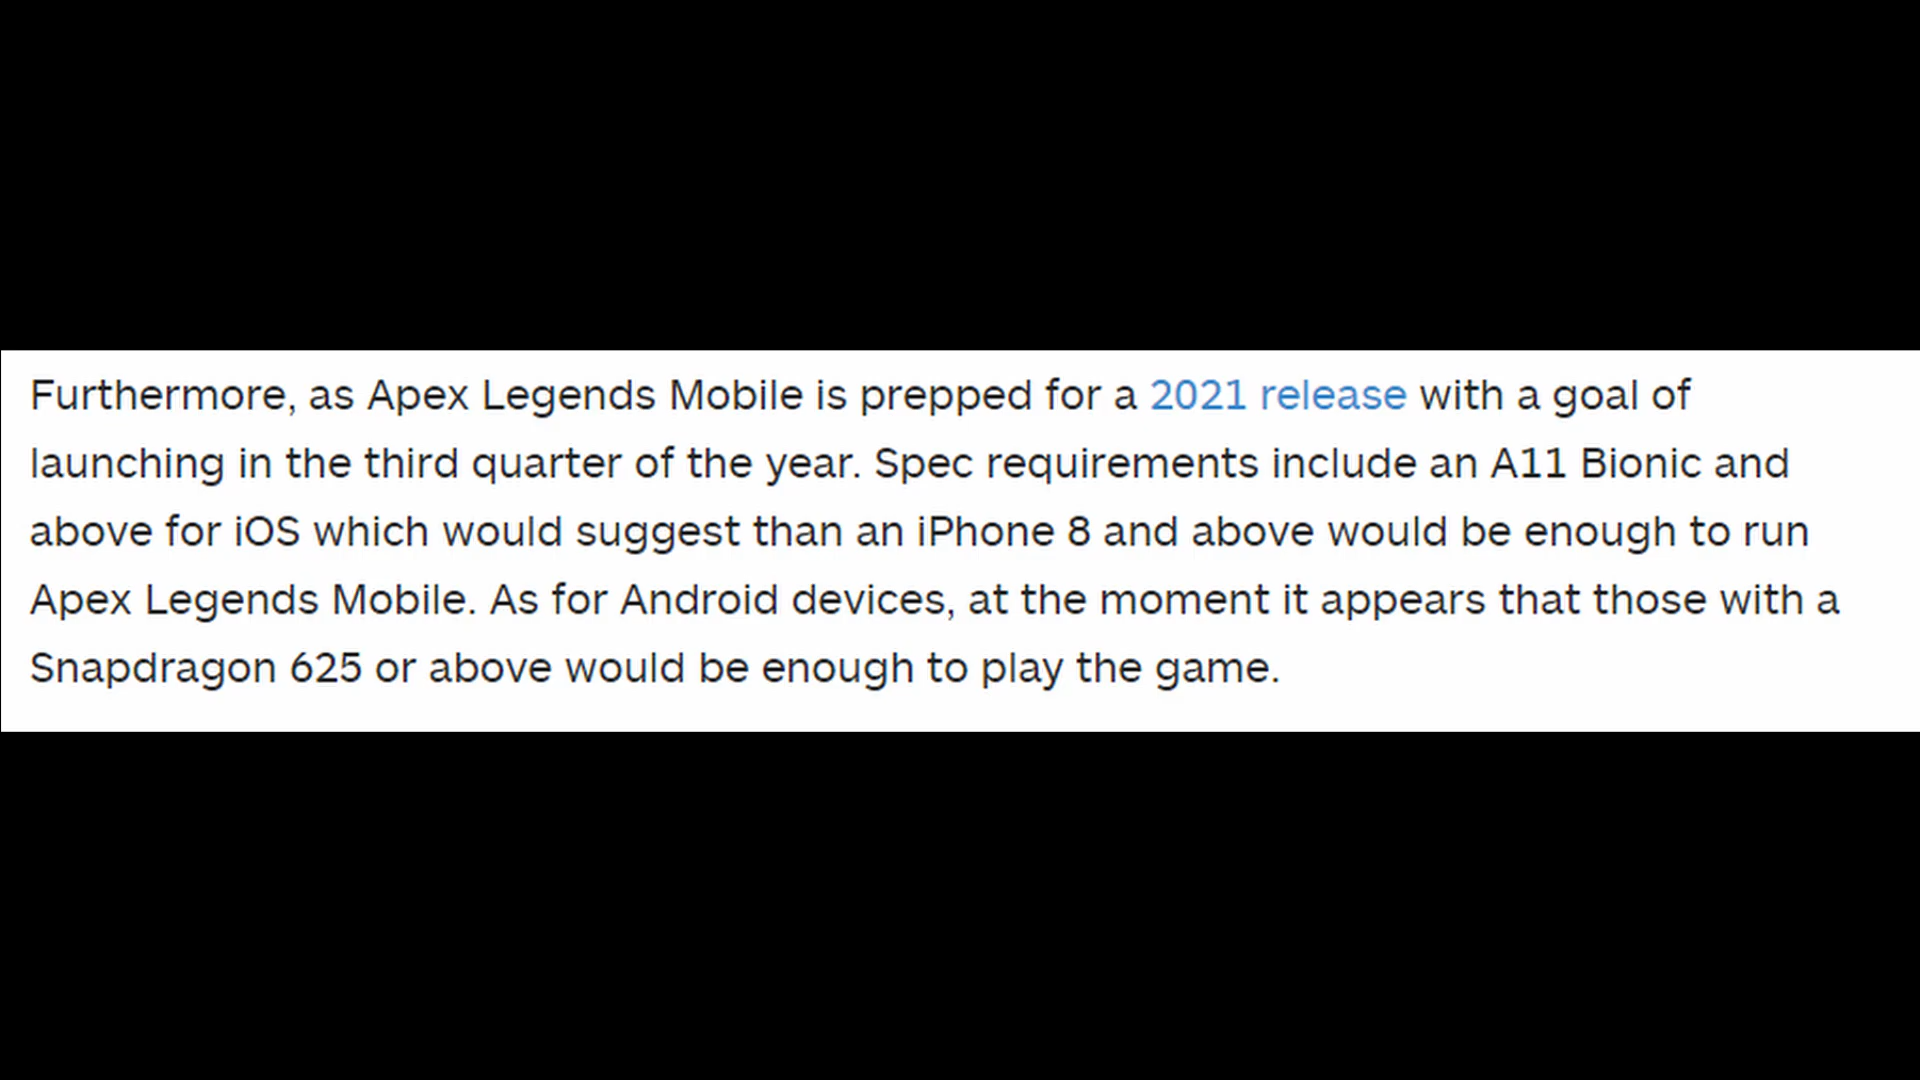 Furthermore, as Apex Legends Mobile is prepped for a 2021 release with a goal of
launching in the third quarter of the year. Spec requirements include an A11 Bionic and
above for iOS which would suggest than an iPhone 8 and above would be enough to run
Apex Legends Mobile. As for Android devices, at the moment it appears that those with a
Snapdragon 625 or above would be enough to play the game.